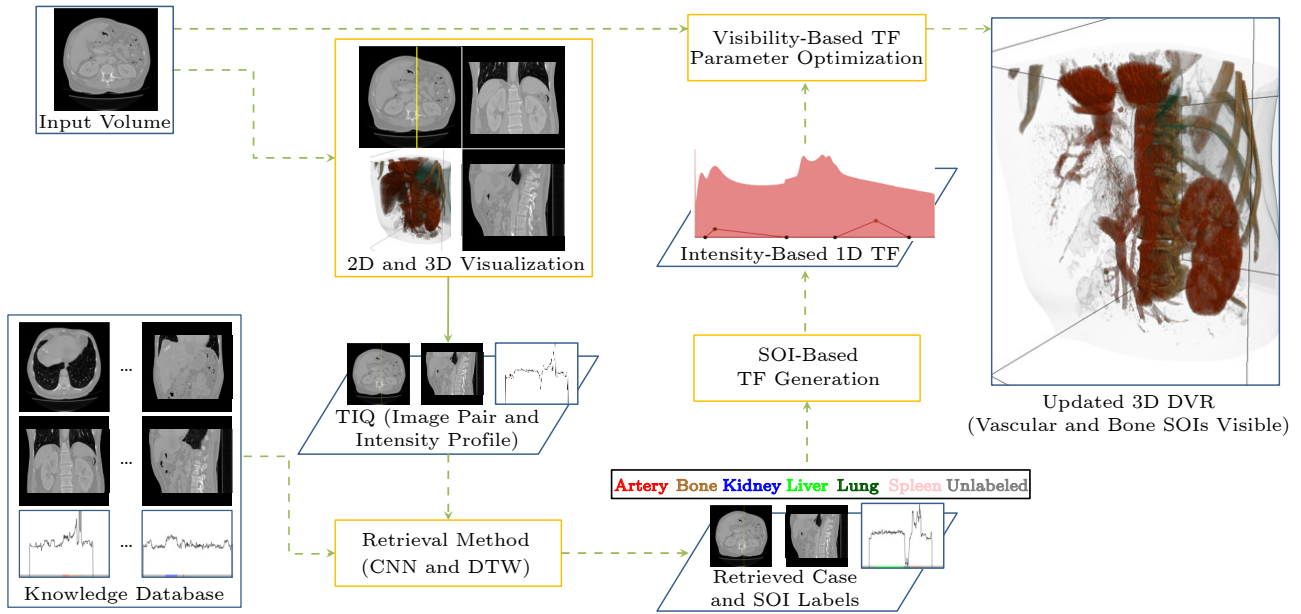 Input Volume
2D and 3D Visualization
Visibility-Based TF
Parameter Optimization
Intensity-Based 1D TF
SOI-Based
TF Generation
Updated 3D DVR
(Vascular and Bone SOIs Visible)
...
...
...
Knowledge Database
TIQ (Image Pair and
Intensity Profile)
Retrieval Method
(CNN and DTW)
Artery Bone Kidney Liver Lung Spleen Unlabeled
Retrieved Case
and SOI Labels